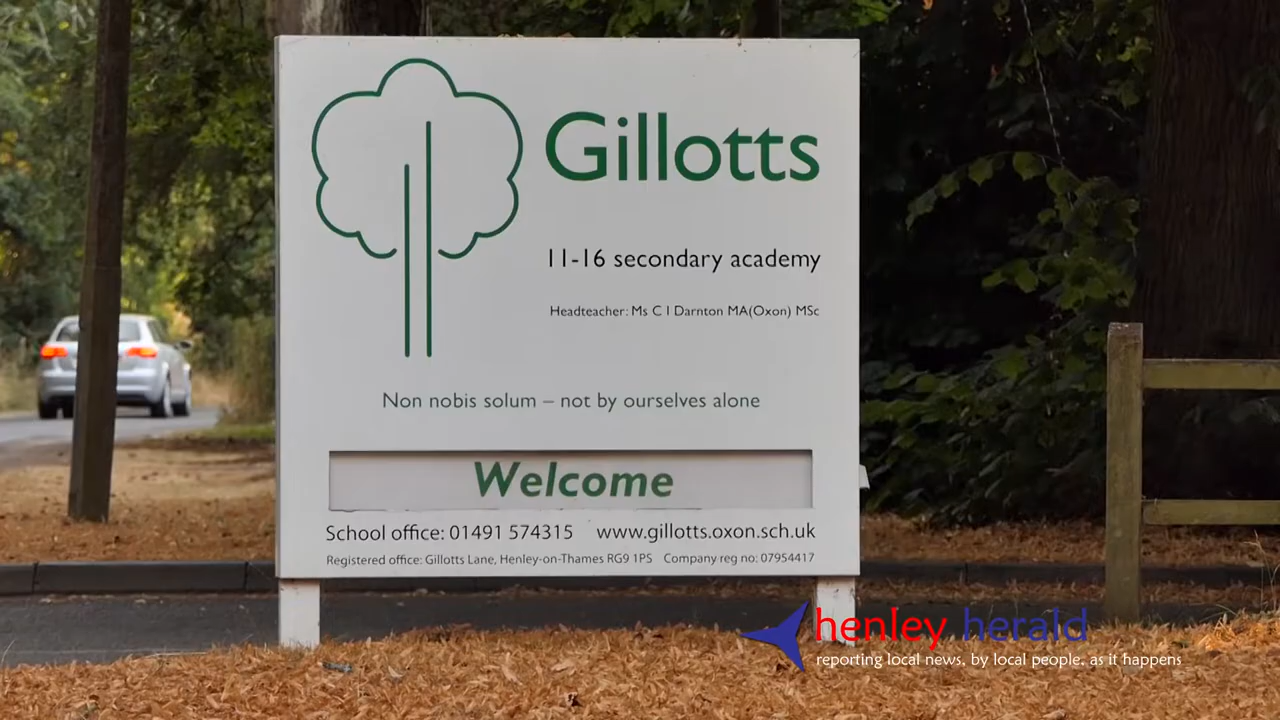 Gillotts
11-16 secondary academy
Headteacher: Ms C I Darnton MA(Oxon) MSc
Non nobis solum – not by ourselves alone
Welcome
School office: 01491 574315 www.gillotts.oxon.sch.uk
Registered office: Gillotts Lane, Henley-on-Thames RG9 1PS Company reg no: 07954417
henley herald
reporting local news, by local people, as it happens